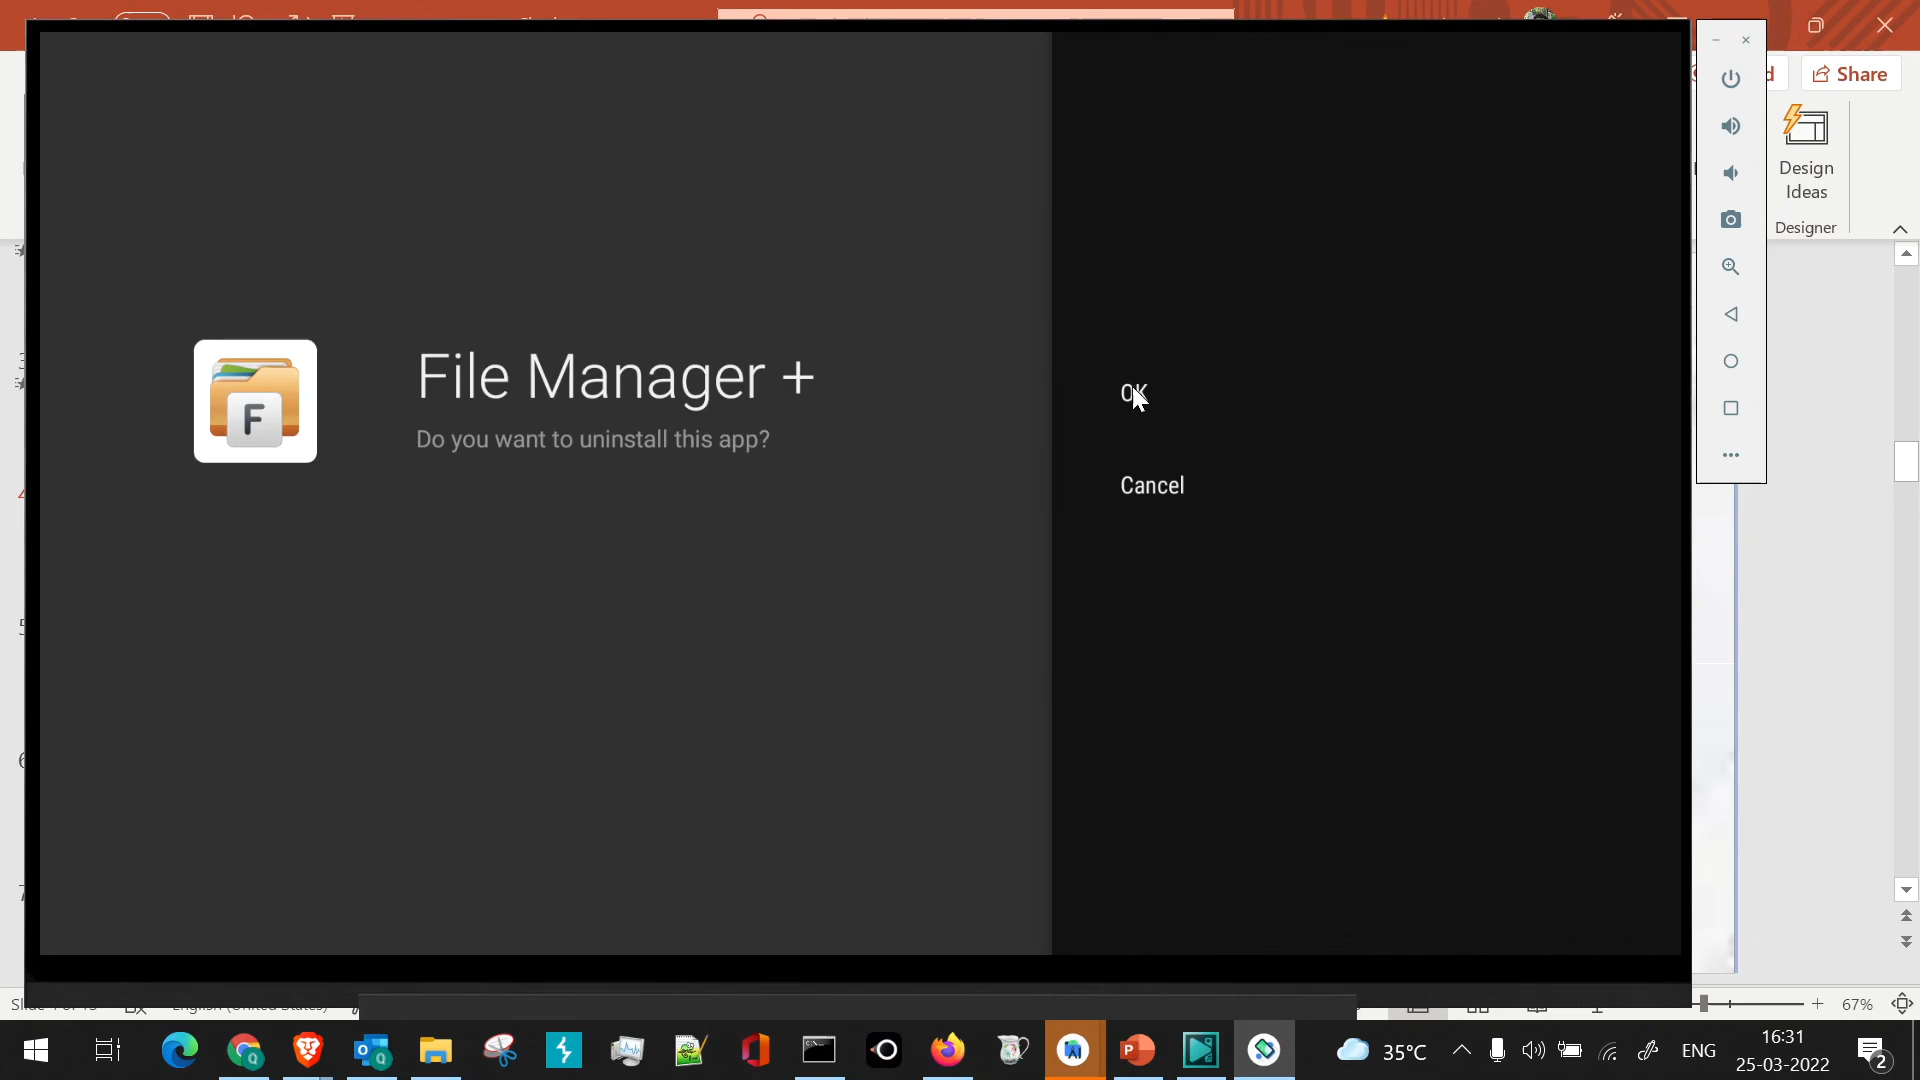 Share
Design
Ideas
Designer
File Manager +
F
Do you want to uninstall this app?
OK
Cancel
67%
35°C
ENG
16:31
25-03-2022
2